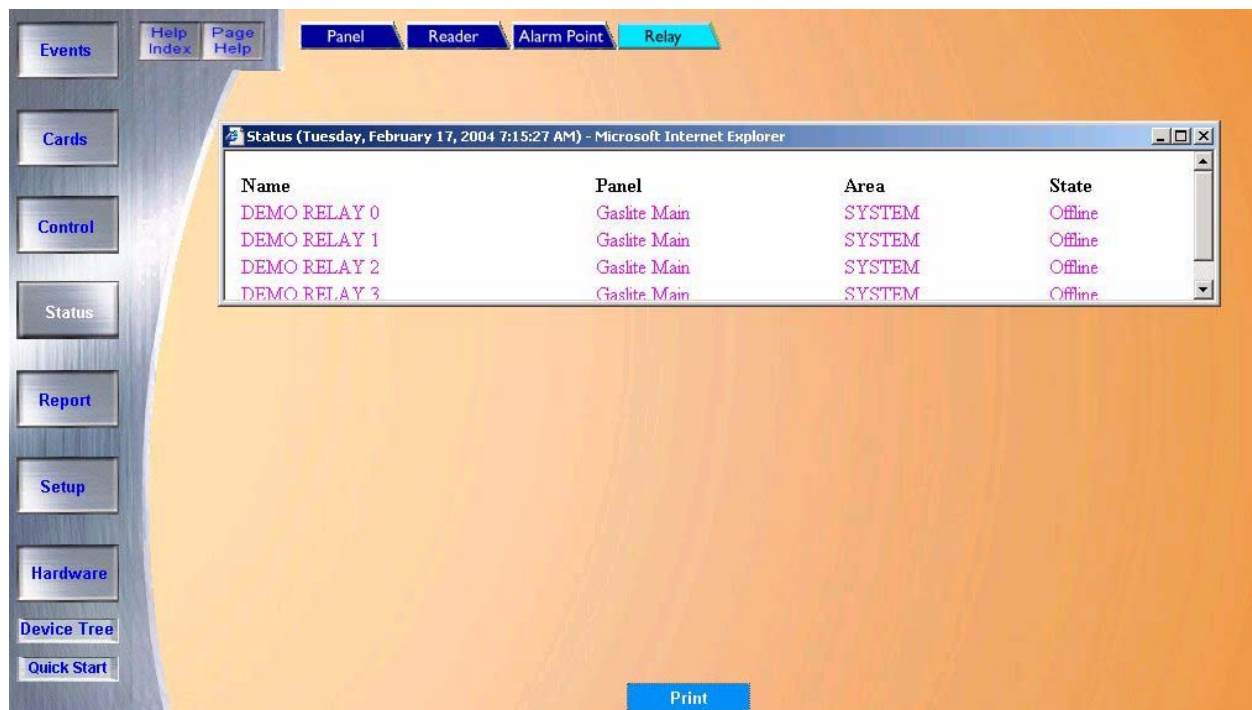 Events
Help Index
Page Help
Panel
Reader
Alarm Point
Relay
Cards
Control
Status
Report
Setup
Hardware
Device Tree
Quick Start
Status (Tuesday, February 17, 2004 7:15:27 AM) - Microsoft Internet Explorer
Name Panel Area State
DEMO RELAY 0 Gaslite Main SYSTEM Offline
DEMO RELAY 1 Gaslite Main SYSTEM Offline
DEMO RELAY 2 Gaslite Main SYSTEM Offline
DEMO RELAY 3 Gaslite Main SYSTEM Offline
Print